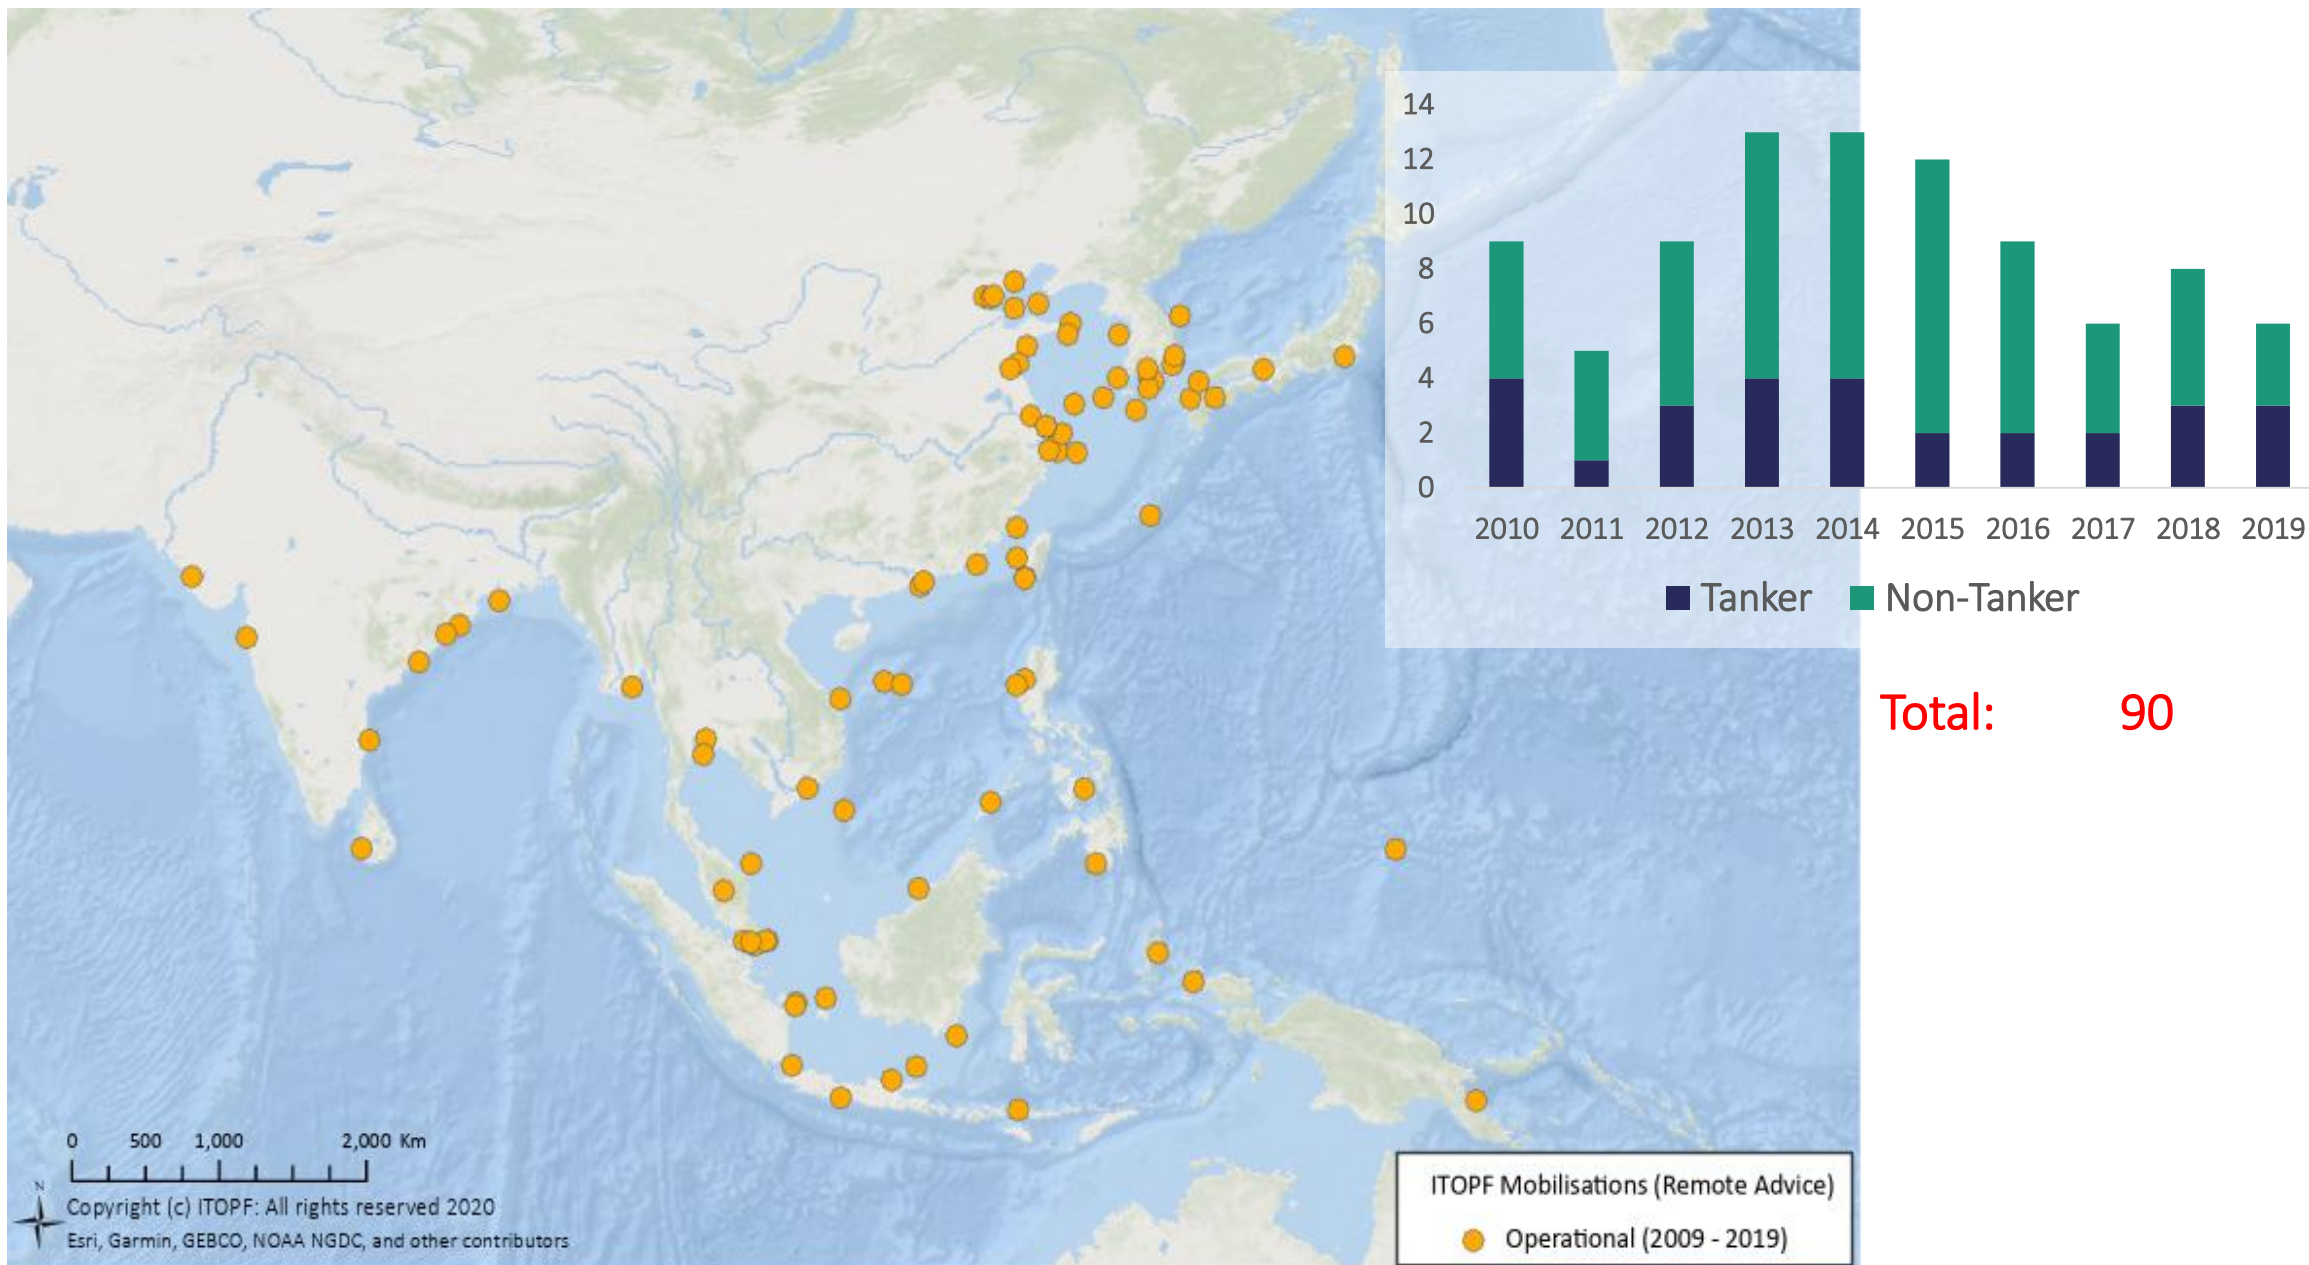 14
12
10
8
6
4
2
0
2010 2011 2012 2013 2014 2015 2016 2017 2018 2019
Tanker Non-Tanker
Total: 90
0 500 1,000 2,000 Km
N
Copyright (c) ITOPF: All rights reserved 2020
Esri, Garmin, GEBCO, NOAA NGDC, and other contributors
ITOPF Mobilisations (Remote Advice)
Operational (2009 - 2019)